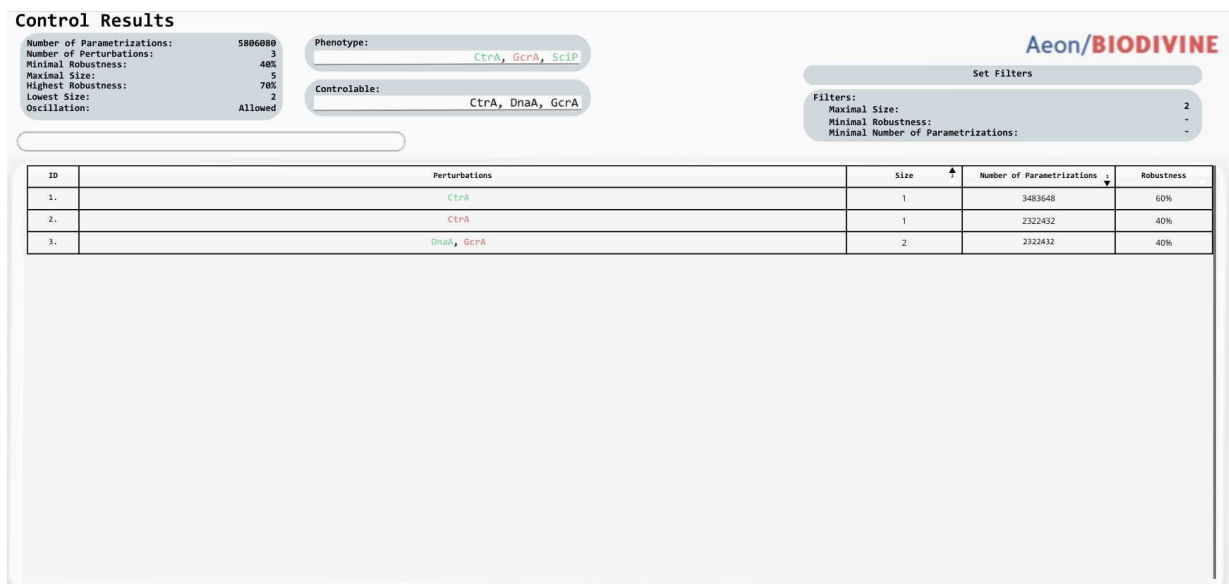 Control Results
Number of Parametrizations: 5806080
Number of Perturbations: 3
Minimal Robustness: 40%
Maximal Size: 5
Highest Robustness: 70%
Lowest Size: 2
Oscillation: Allowed
Phenotype:
CtrA, GcrA, SciP
Controlable:
CtrA, DnaA, GcrA
Aeon/BIODIVINE
Set Filters
Filters:
Maximal Size: 2
Minimal Robustness: -
Minimal Number of Parametrizations: -
ID Perturbations Size Number of Parametrizations 1 Robustness
1. CtrA 1 3483648 60%
2. CtrA 1 2322432 40%
3. DnaA, GcrA 2 2322432 40%